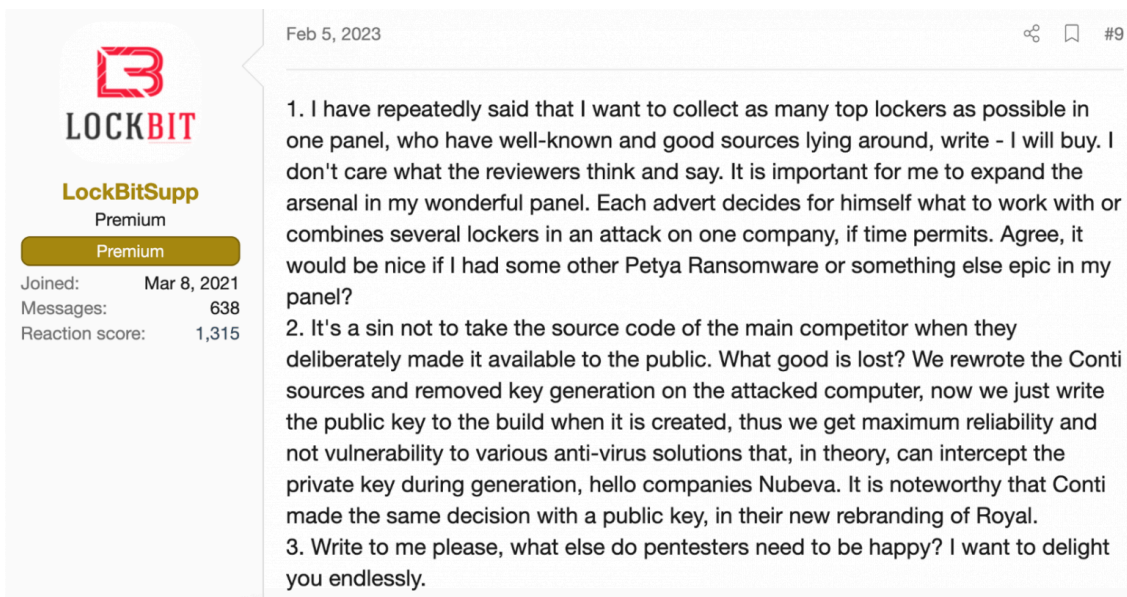 Feb 5, 2023
#9
LOCKBIT
LockBitSupp
Premium
Premium
Joined: Mar 8, 2021
Messages: 638
Reaction score: 1,315
1. I have repeatedly said that I want to collect as many top lockers as possible in
one panel, who have well-known and good sources lying around, write - I will buy. I
don't care what the reviewers think and say. It is important for me to expand the
arsenal in my wonderful panel. Each advert decides for himself what to work with or
combines several lockers in an attack on one company, if time permits. Agree, it
would be nice if I had some other Petya Ransomware or something else epic in my
panel?
2. It's a sin not to take the source code of the main competitor when they
deliberately made it available to the public. What good is lost? We rewrote the Conti
sources and removed key generation on the attacked computer, now we just write
the public key to the build when it is created, thus we get maximum reliability and
not vulnerability to various anti-virus solutions that, in theory, can intercept the
private key during generation, hello companies Nubeva. It is noteworthy that Conti
made the same decision with a public key, in their new rebranding of Royal.
3. Write to me please, what else do pentesters need to be happy? I want to delight
you endlessly.